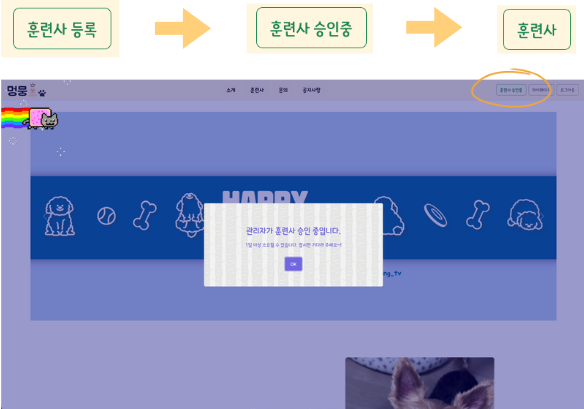 훈련사 등록
훈련사 승인중
훈련사
멍뭉
소개 훈련사 문의 공지사항
훈련사 승인중 마이페이지 로그아웃
HAPPY
관리자가 훈련사 승인 중입니다.
1일 이상 소요될 수 있습니다. 잠시만 기다려 주세요~!
OK